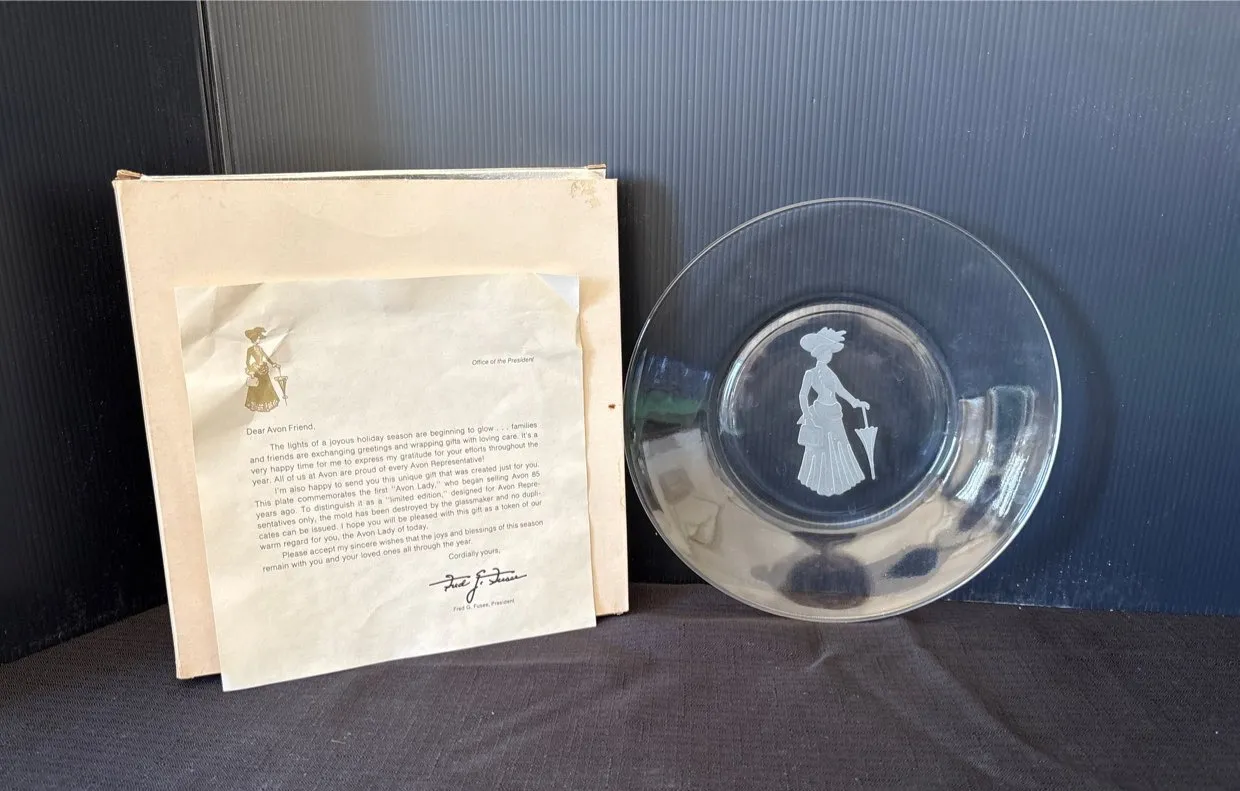 Office of the President
Dear Avon Friend,
The lights of a joyous holiday season are beginning to glow . . . families
and friends are exchanging greetings and wrapping gifts with loving care. It's a
very happy time for me to express my gratitude for your efforts throughout the
year. All of us at Avon are proud of every Avon Representative!
I'm also happy to send you this unique gift that was created just for you.
This plate commemorates the first "Avon Lady," who began selling Avon 85
years ago. To distinguish it as a "limited edition," designed for Avon Repre-
sentatives only, the mold has been destroyed by the glassmaker and no dupli-
cates can be issued. I hope you will be pleased with this gift as a token of our
warm regard for you, the Avon Lady of today.
Please accept my sincere wishes that the joys and blessings of this season
remain with you and your loved ones all through the year.
Cordially yours,
Fred G. Fusee
Fred G. Fusee, President